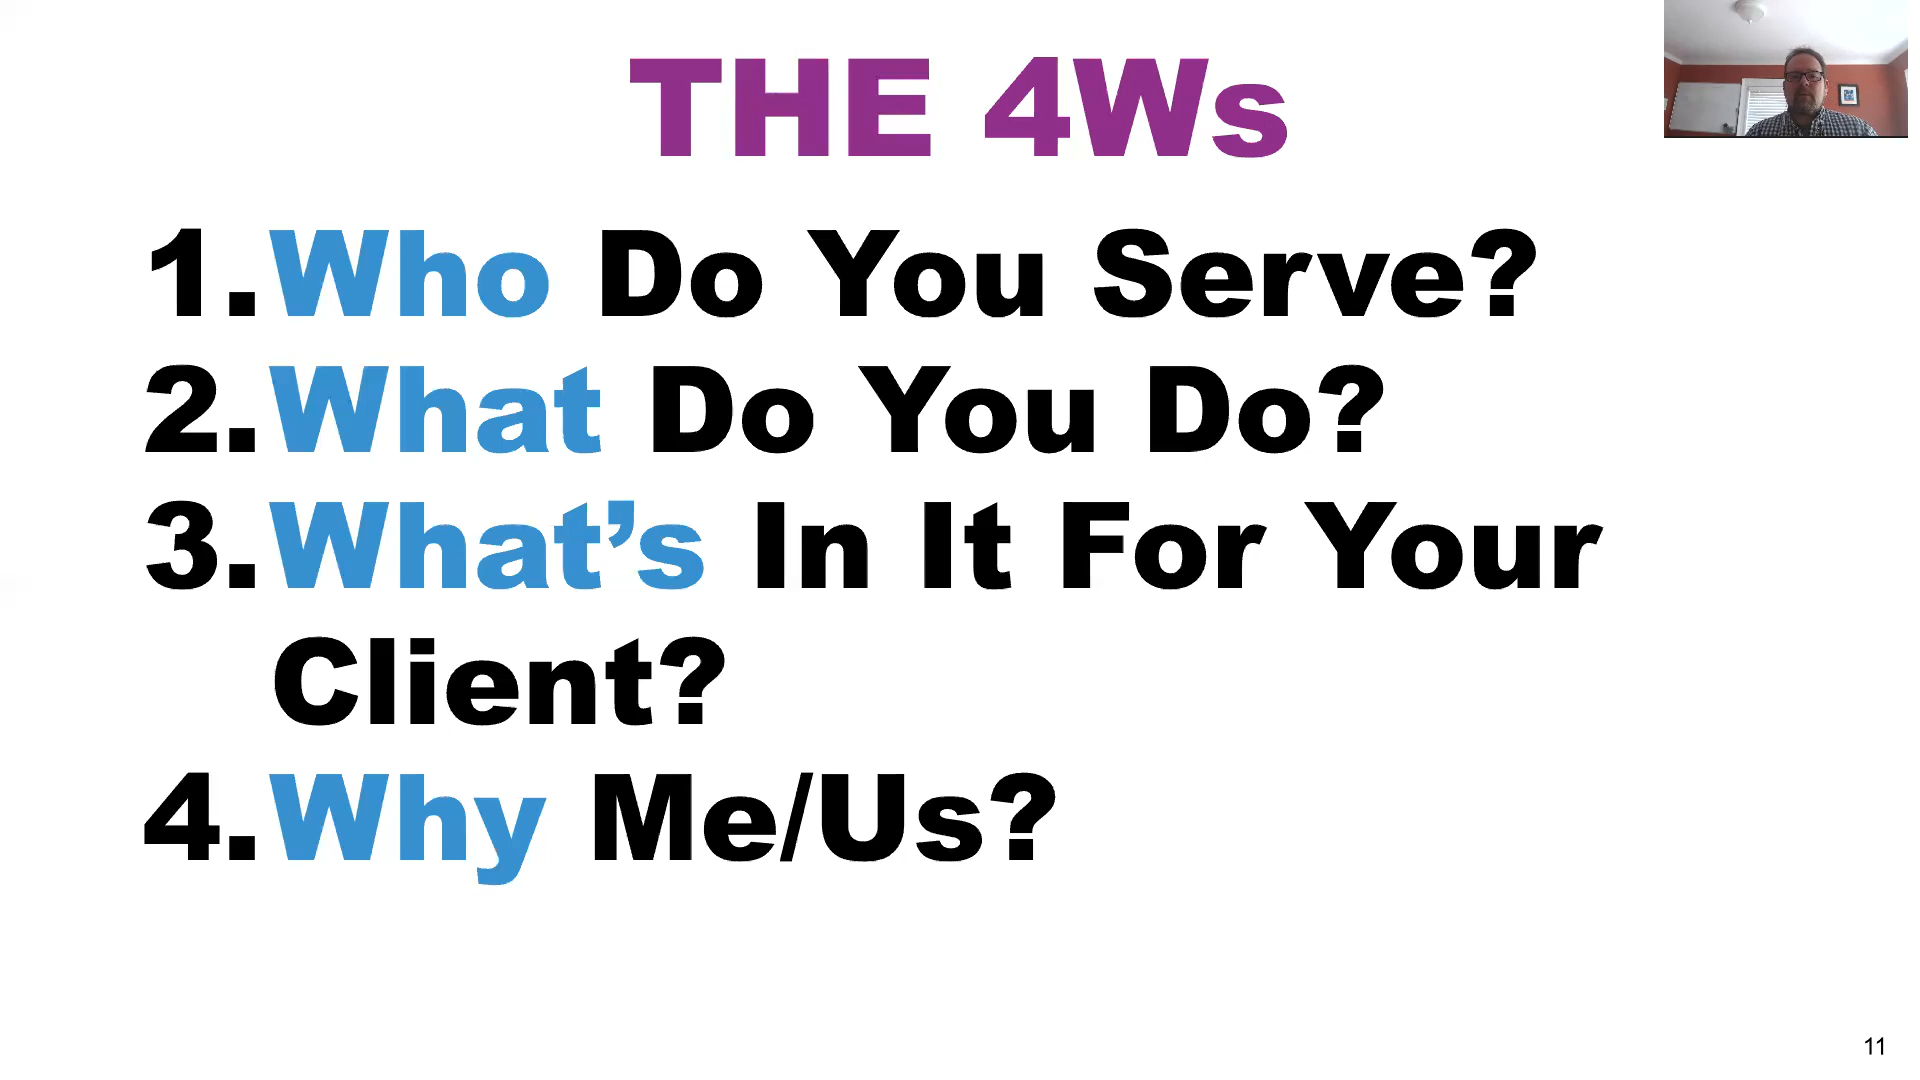 THE 4Ws
1. Who Do You Serve?
2. What Do You Do?
3. What’s In It For Your
Client?
4. Why Me/Us?
11